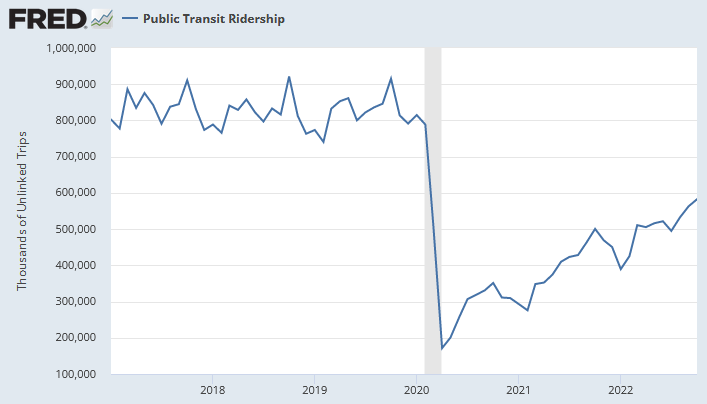 FRED
Public Transit Ridership
1,000,000
900,000
800,000
700,000
600,000
500,000
400,000
300,000
200,000
100,000
Thousands of Unlinked Trips
2018 2019 2020 2021 2022